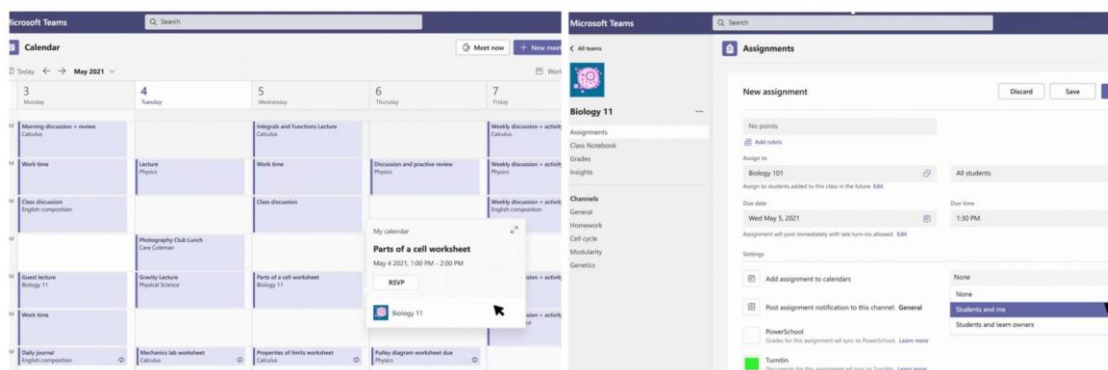 Microsoft Teams
Search
Calendar
Meet now
New meet
Today
May 2021
3
Monday
4
Tuesday
5
Wednesday
6
Thursday
7
Friday
Morning discussion + review
Calculus
Integrals and Functions Lecture
Calculus
Weekly discussion + activity
Calculus
Work time
Lecture
Physics
Work time
Discussion and practise review
Physics
Weekly discussion + activity
Physics
Class discussion
English composition
Class discussion
Weekly discussion + activity
English composition
Photography Club Lunch
My calendar
Parts of a cell worksheet
May 4 2021, 1:00 PM - 2:00 PM
RSVP
Biology 11
Guest lecture
Biology 11
Gravity Lecture
Physical Science
Parts of a cell worksheet
Biology 11
Work time
Daily journal
English composition
Mechanics lab worksheet
Calculus
Properties of limits worksheet
Calculus
Pulley diagram worksheet due
Physics
Microsoft Teams
Search
All teams
Biology 11
Assignments
Class Notebook
Grades
Insights
Channels
General
Homework
Cell cycle
Modularity
Genetics
Assignments
New assignment
Discard
Save
No points
Add rubric
Assign to
Biology 101
All students
Assign to students added to this class in the future. Edit
Due date
Due time
Wed May 5, 2021
1:30 PM
Assignment will post immediately with late turn-ins allowed. Edit
Settings
Add assignment to calendars
None
None
Students and me
Students and team owners
Post assignment notification to this channel: General
PowerSchool
Grades for this assignment will sync to PowerSchool. Learn more
Turnitin